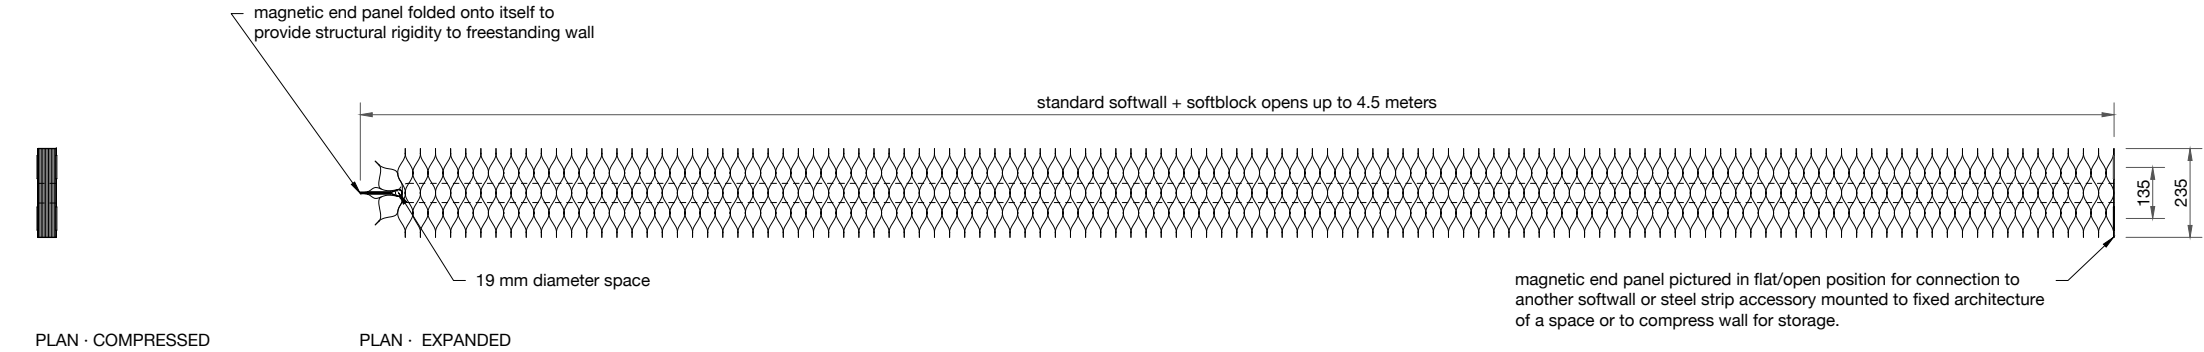 magnetic end panel folded onto itself to
provide structural rigidity to freestanding wall
standard softwall + softblock opens up to 4.5 meters
135
235
19 mm diameter space
magnetic end panel pictured in flat/open position for connection to
another softwall or steel strip accessory mounted to fixed architecture
of a space or to compress wall for storage.
PLAN · COMPRESSED
PLAN · EXPANDED